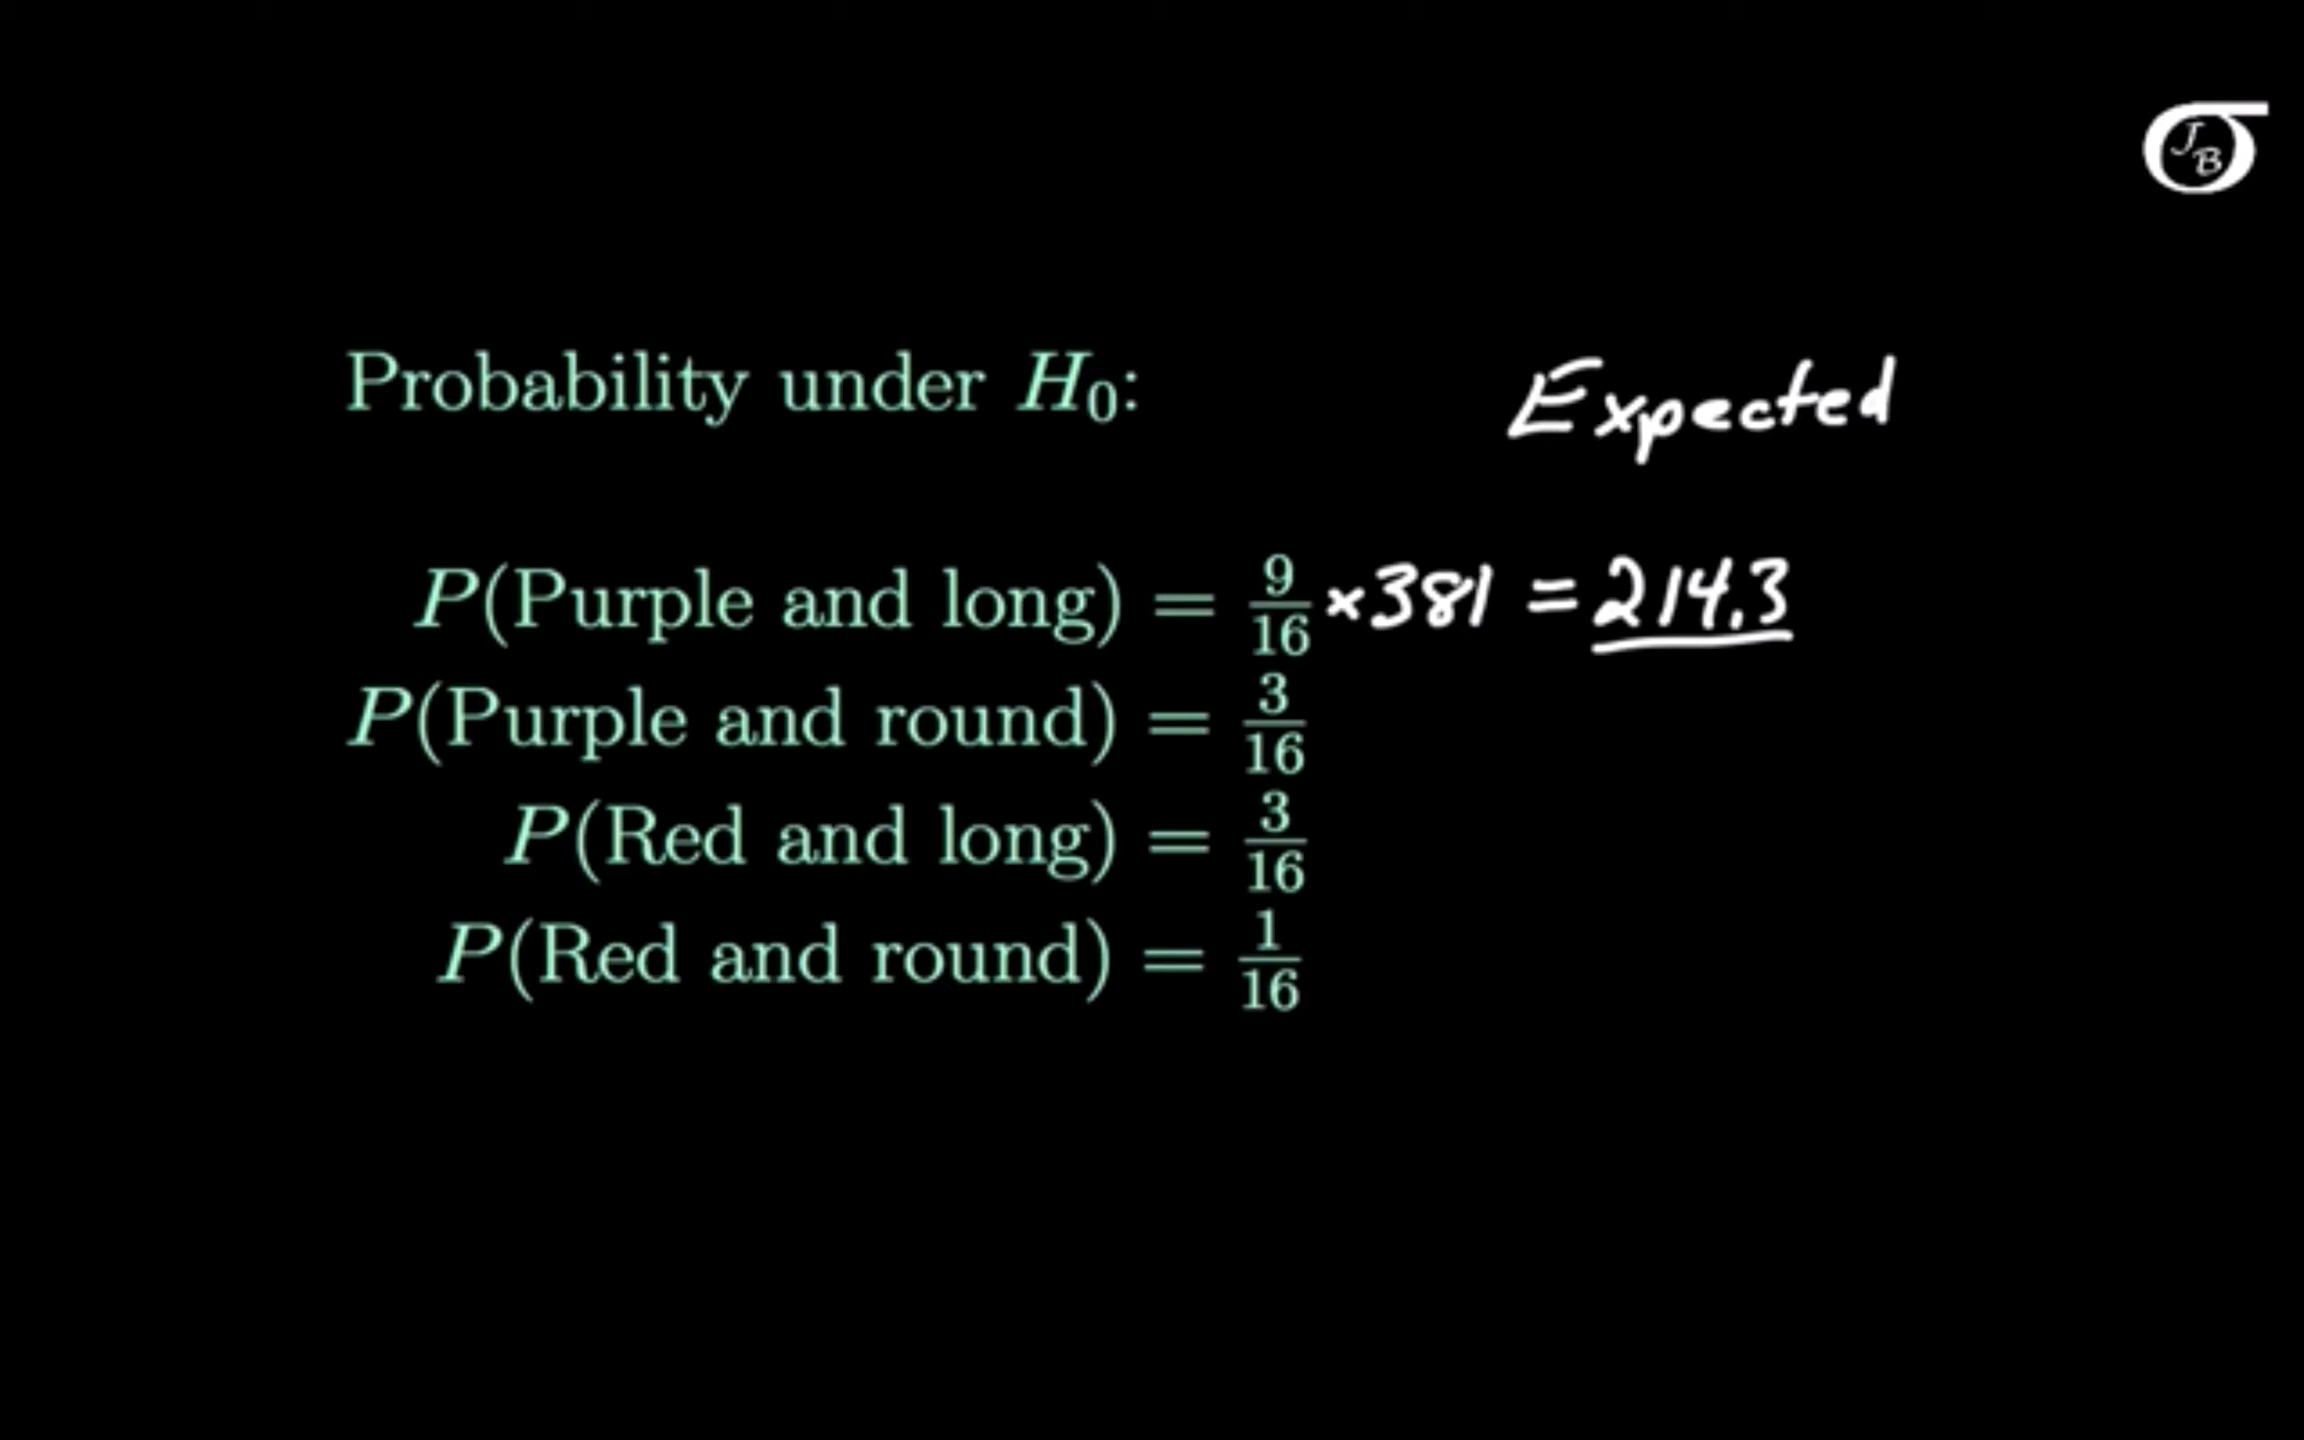 JB
Probability under H₀: Expected
P(Purple and long) = 9/16 ×381 = 214.3
P(Purple and round) = 3/16
P(Red and long) = 3/16
P(Red and round) = 1/16